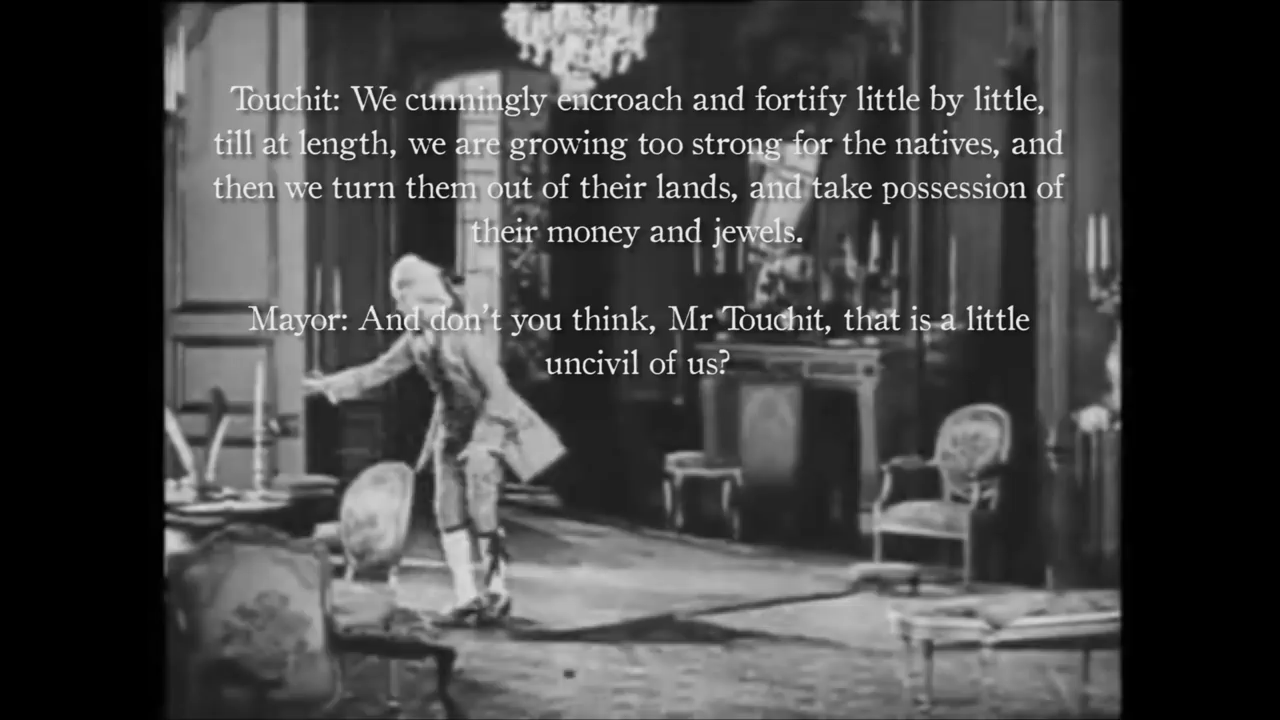 Touchit: We cunningly encroach and fortify little by little,
till at length, we are growing too strong for the natives, and
then we turn them out of their lands, and take possession of
their money and jewels.
Mayor: And don't you think, Mr Touchit, that is a little
uncivil of us?